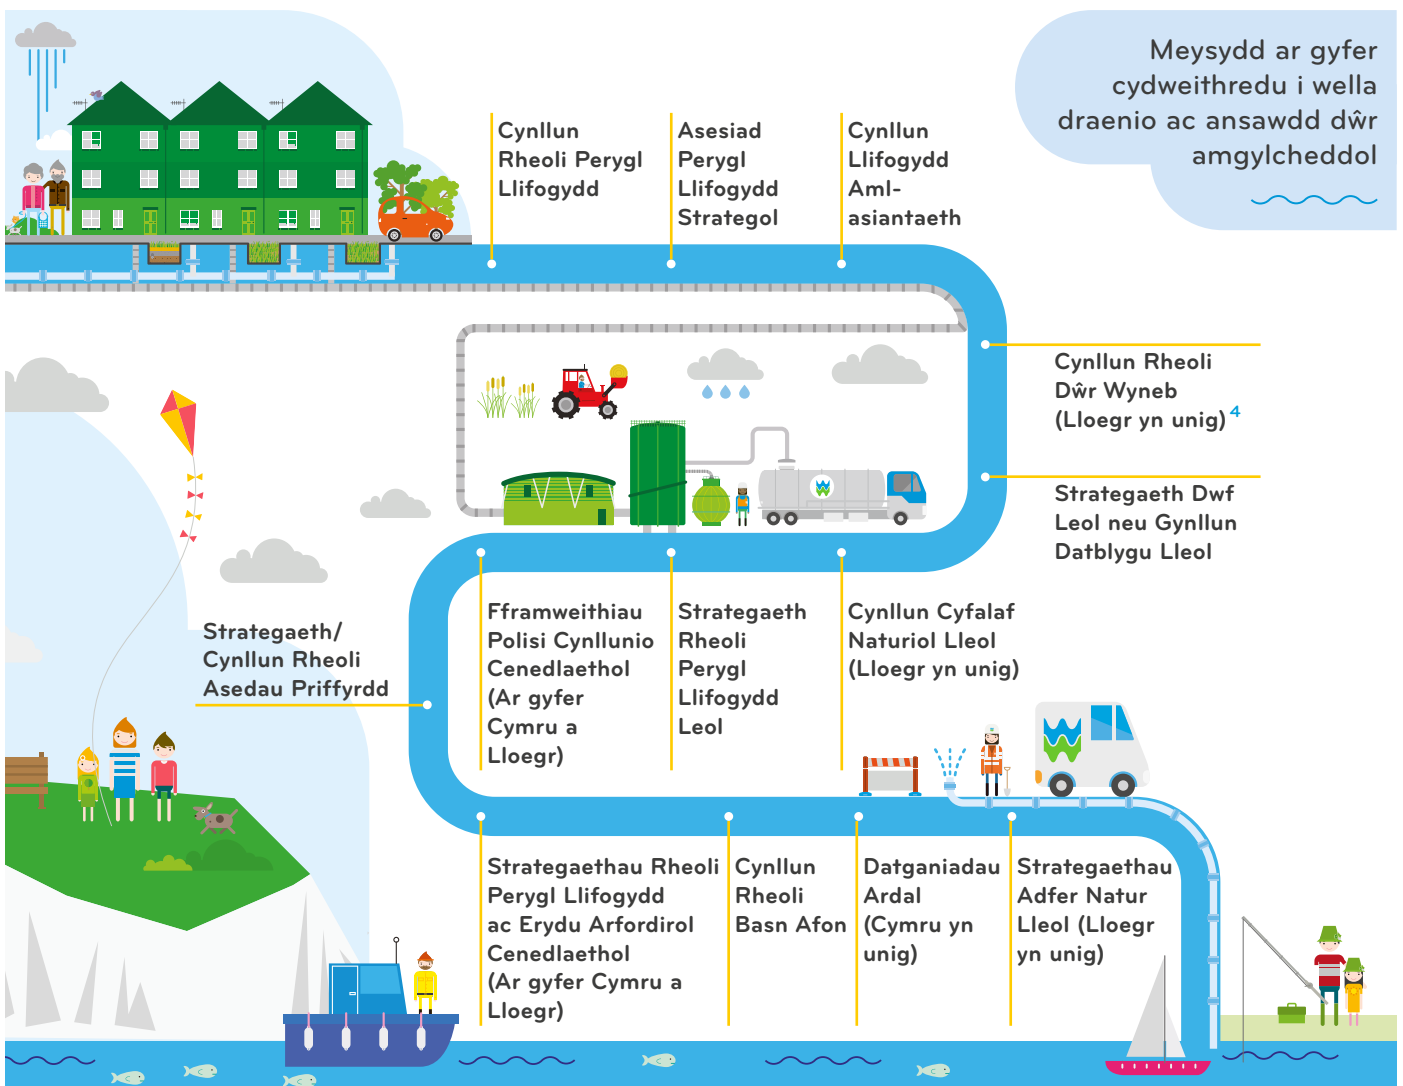 Meysydd ar gyfer
cydweithredu i wella
draenio ac ansawdd dŵr
amgylcheddol
Cynllun
Rheoli Perygl
Llifogydd
Asesiad
Perygl
Llifogydd
Strategol
Cynllun
Llifogydd
Aml-
asiantaeth
Cynllun Rheoli
Dŵr Wyneb
(Lloegr yn unig) 4
Strategaeth Dwf
Leol neu Gynllun
Datblygu Lleol
Strategaeth/
Cynllun Rheoli
Asedau Priffyrdd
Fframweithiau
Polisi Cynllunio
Cenedlaethol
(Ar gyfer
Cymru a
Lloegr)
Strategaeth
Rheoli
Perygl
Llifogydd
Leol
Cynllun Cyfalaf
Naturiol Lleol
(Lloegr yn unig)
Strategaethau Rheoli
Perygl Llifogydd
ac Erydu Arfordirol
Cenedlaethol
(Ar gyfer Cymru a
Lloegr)
Cynllun
Rheoli
Basn Afon
Datganiadau
Ardal
(Cymru yn
unig)
Strategaethau
Adfer Natur
Lleol (Lloegr
yn unig)